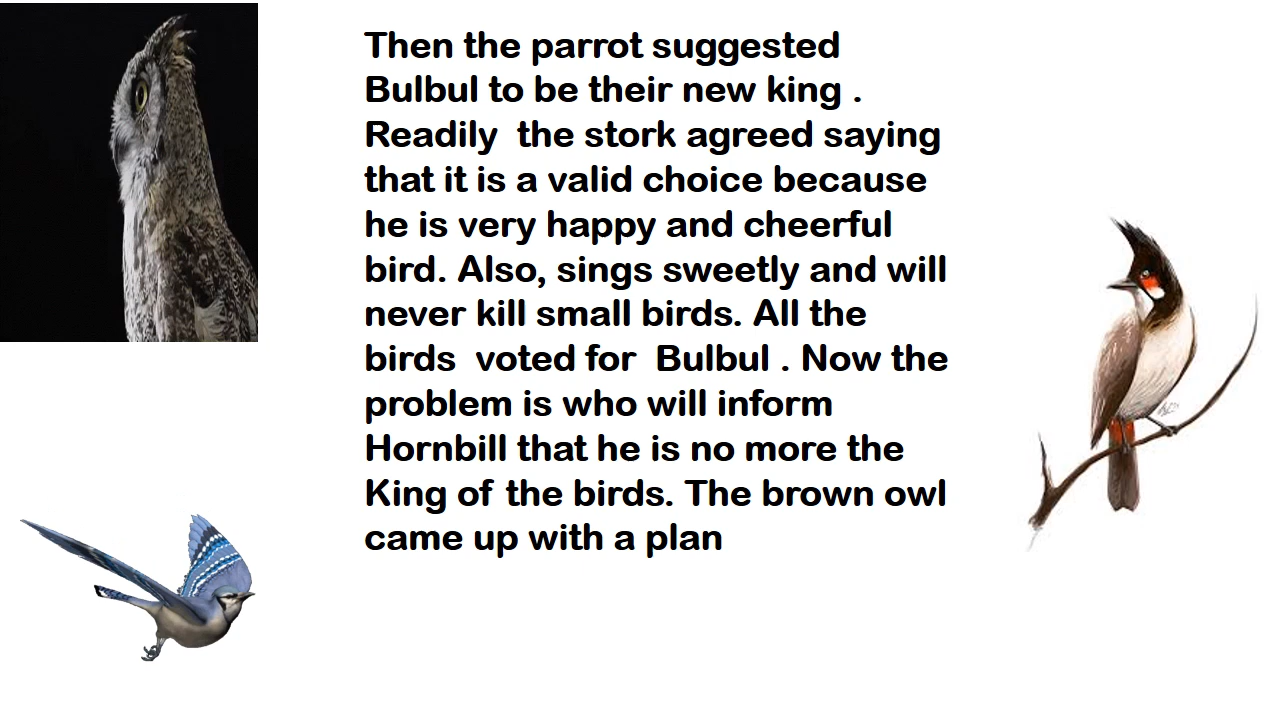 Then the parrot suggested
Bulbul to be their new king .
Readily  the stork agreed saying
that it is a valid choice because
he is very happy and cheerful
bird. Also, sings sweetly and will
never kill small birds. All the
birds  voted for  Bulbul . Now the
problem is who will inform
Hornbill that he is no more the
King of the birds. The brown owl
came up with a plan